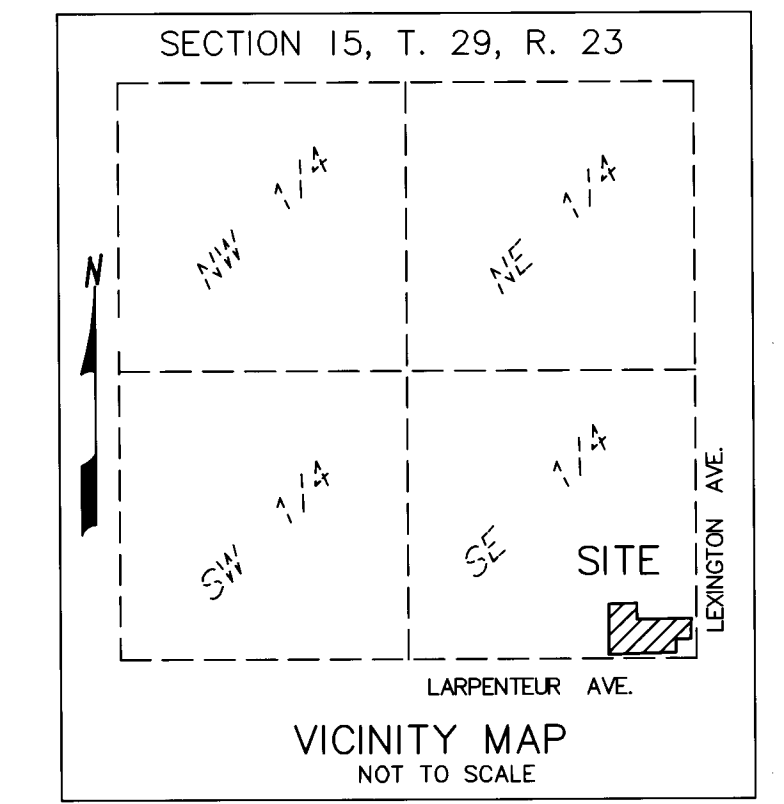 SECTION 15, T. 29, R. 23
NW 1/4
NE 1/4
N
SW 1/4
SE 1/4
SITE
LEXINGTON AVE.
LARPENTEUR AVE.
VICINITY MAP
NOT TO SCALE